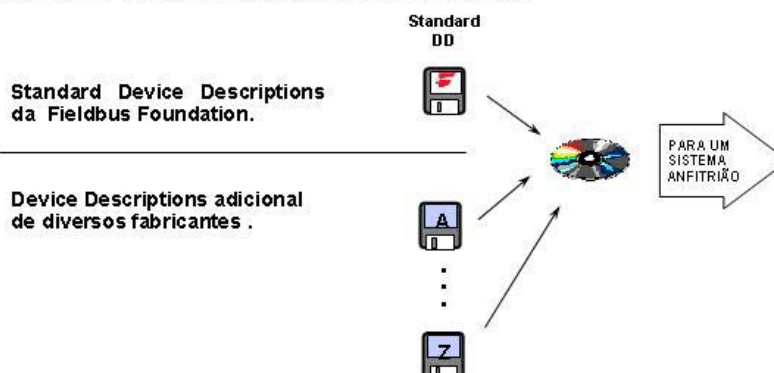 Standard
DD
Standard Device Descriptions
da Fieldbus Foundation.
PARA UM
SISTEMA
ANFITRIÃO
Device Descriptions adicional
de diversos fabricantes .
A
Z